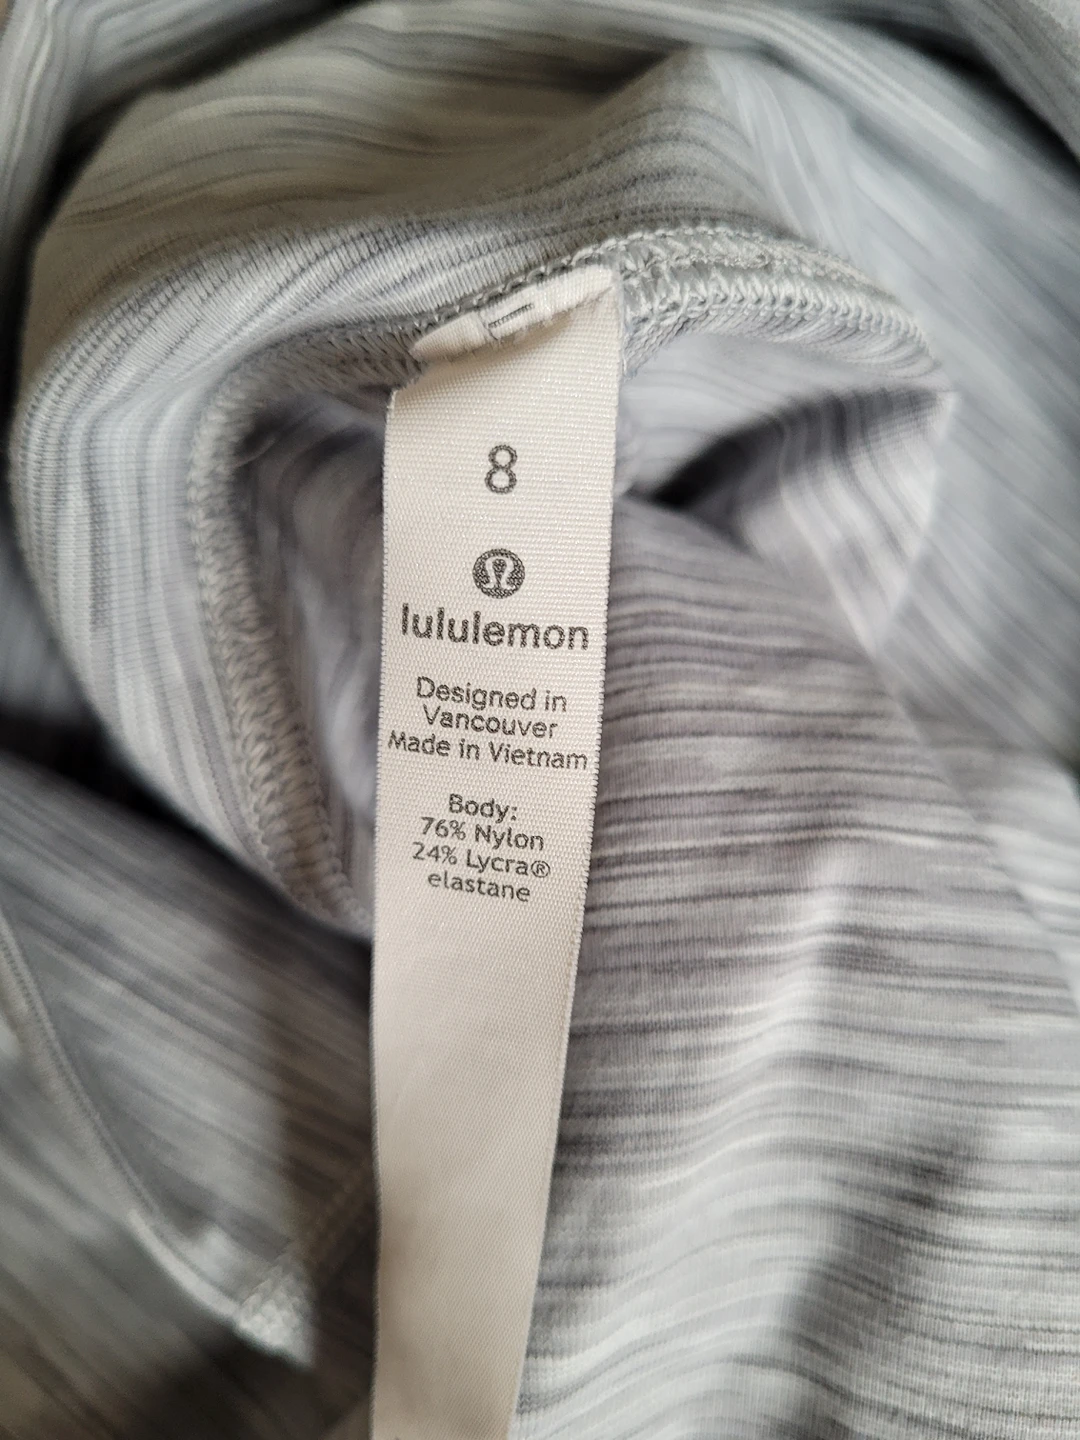 8
lululemon
Designed in
Vancouver
Made in Vietnam
Body:
76% Nylon
24% Lycra®
elastane